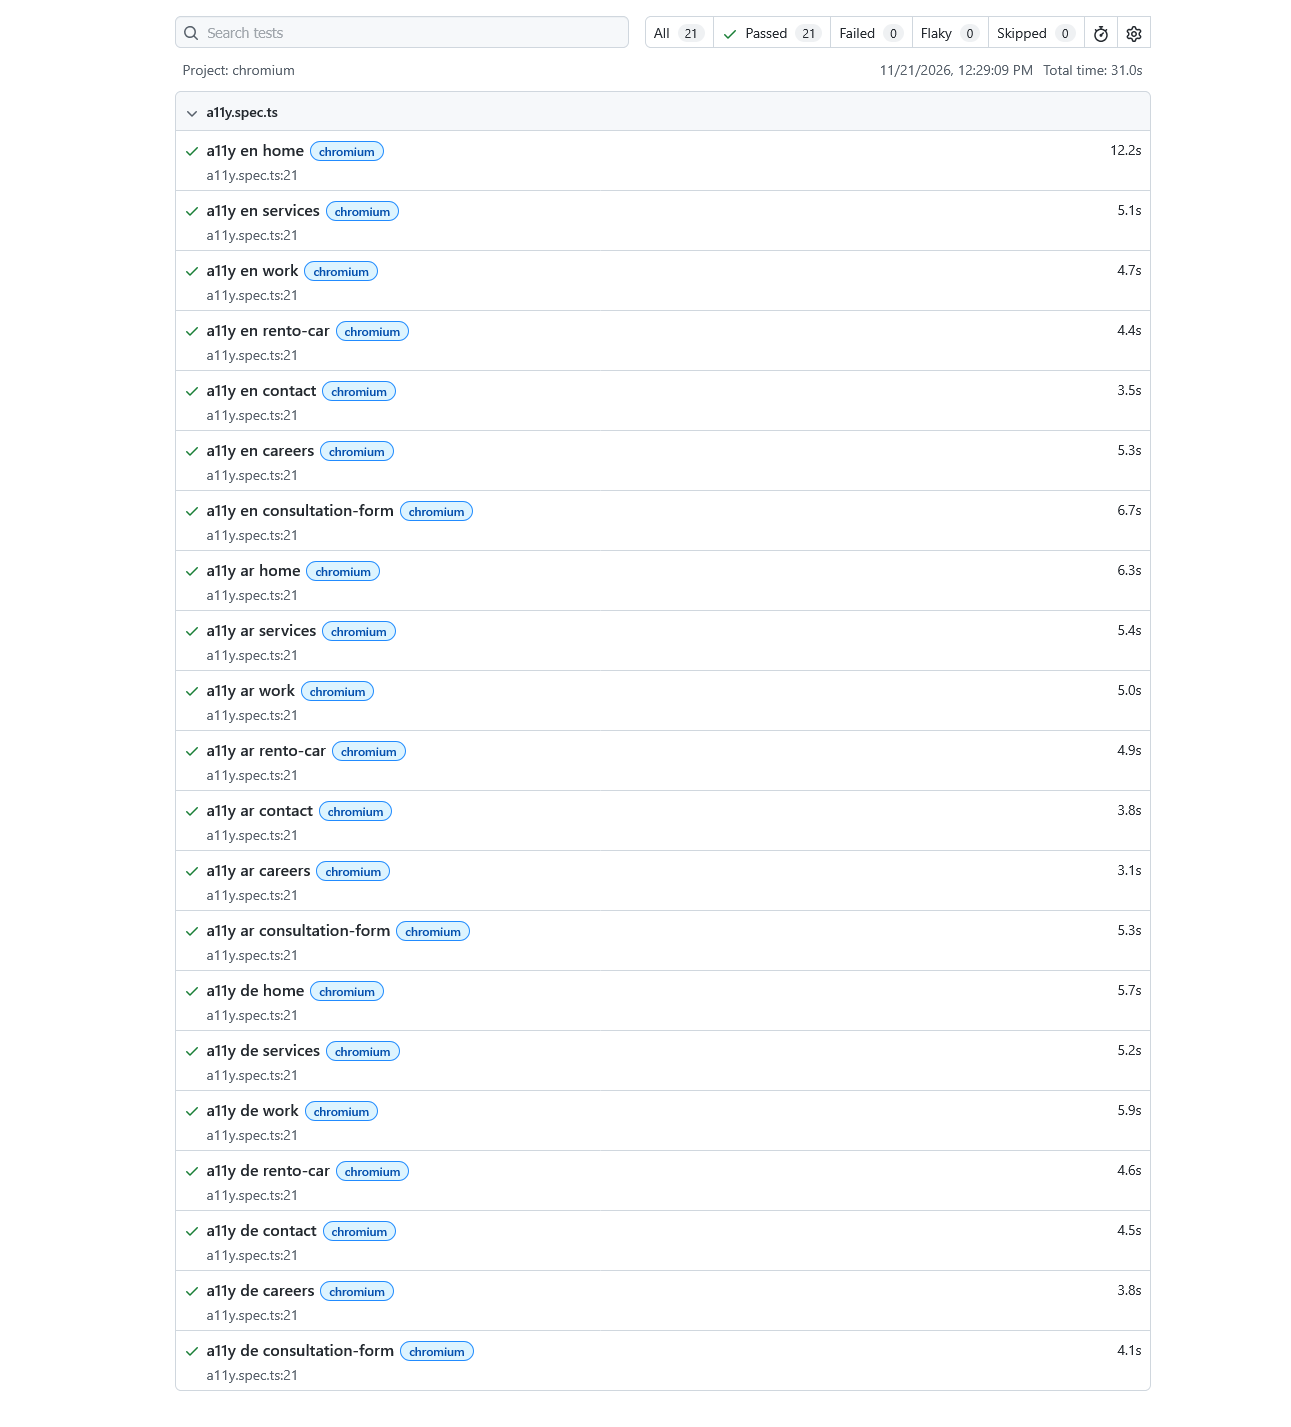 Search tests
All 21 Passed 21 Failed 0 Flaky 0 Skipped 0
Project: chromium 11/21/2026, 12:29:09 PM Total time: 31.0s
a11y.spec.ts
a11y en home chromium 12.2s
a11y.spec.ts:21
a11y en services chromium 5.1s
a11y.spec.ts:21
a11y en work chromium 4.7s
a11y.spec.ts:21
a11y en rento-car chromium 4.4s
a11y.spec.ts:21
a11y en contact chromium 3.5s
a11y.spec.ts:21
a11y en careers chromium 5.3s
a11y.spec.ts:21
a11y en consultation-form chromium 6.7s
a11y.spec.ts:21
a11y ar home chromium 6.3s
a11y.spec.ts:21
a11y ar services chromium 5.4s
a11y.spec.ts:21
a11y ar work chromium 5.0s
a11y.spec.ts:21
a11y ar rento-car chromium 4.9s
a11y.spec.ts:21
a11y ar contact chromium 3.8s
a11y.spec.ts:21
a11y ar careers chromium 3.1s
a11y.spec.ts:21
a11y ar consultation-form chromium 5.3s
a11y.spec.ts:21
a11y de home chromium 5.7s
a11y.spec.ts:21
a11y de services chromium 5.2s
a11y.spec.ts:21
a11y de work chromium 5.9s
a11y.spec.ts:21
a11y de rento-car chromium 4.6s
a11y.spec.ts:21
a11y de contact chromium 4.5s
a11y.spec.ts:21
a11y de careers chromium 3.8s
a11y.spec.ts:21
a11y de consultation-form chromium 4.1s
a11y.spec.ts:21